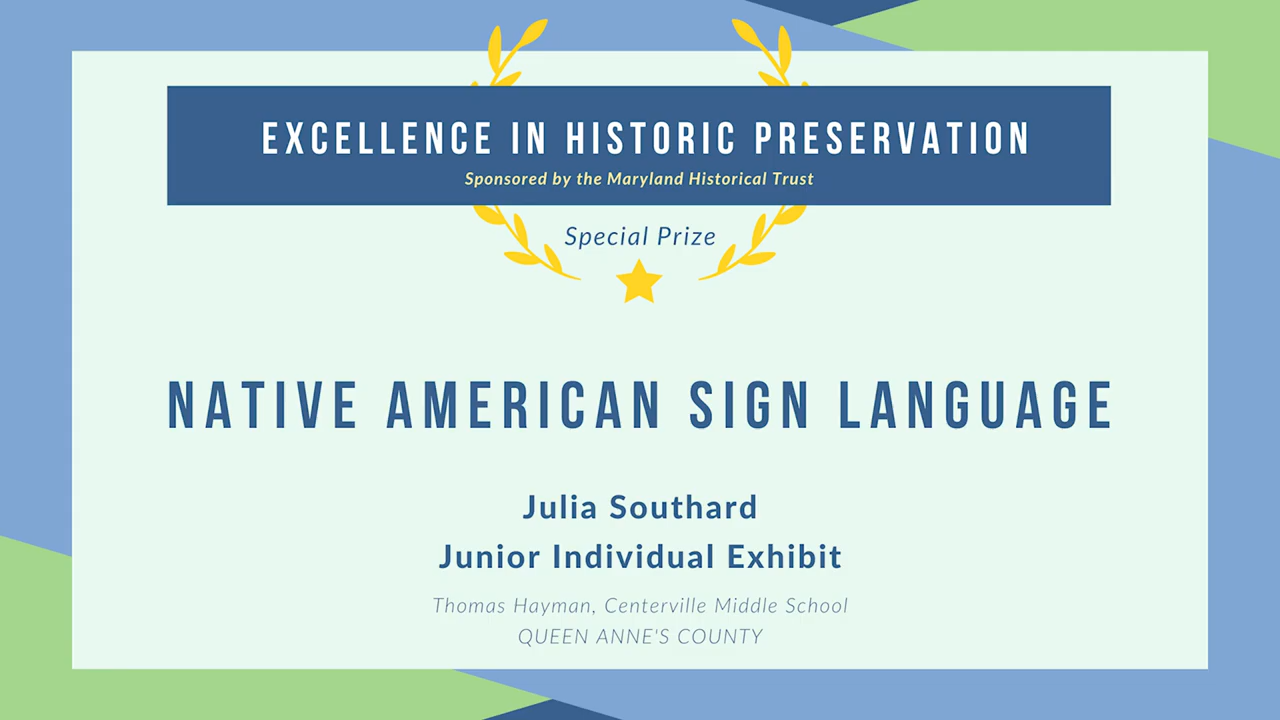 EXCELLENCE IN HISTORIC PRESERVATION
Sponsored by the Maryland Historical Trust
Special Prize
NATIVE AMERICAN SIGN LANGUAGE
Julia Southard
Junior Individual Exhibit
Thomas Hayman, Centerville Middle School
QUEEN ANNE'S COUNTY